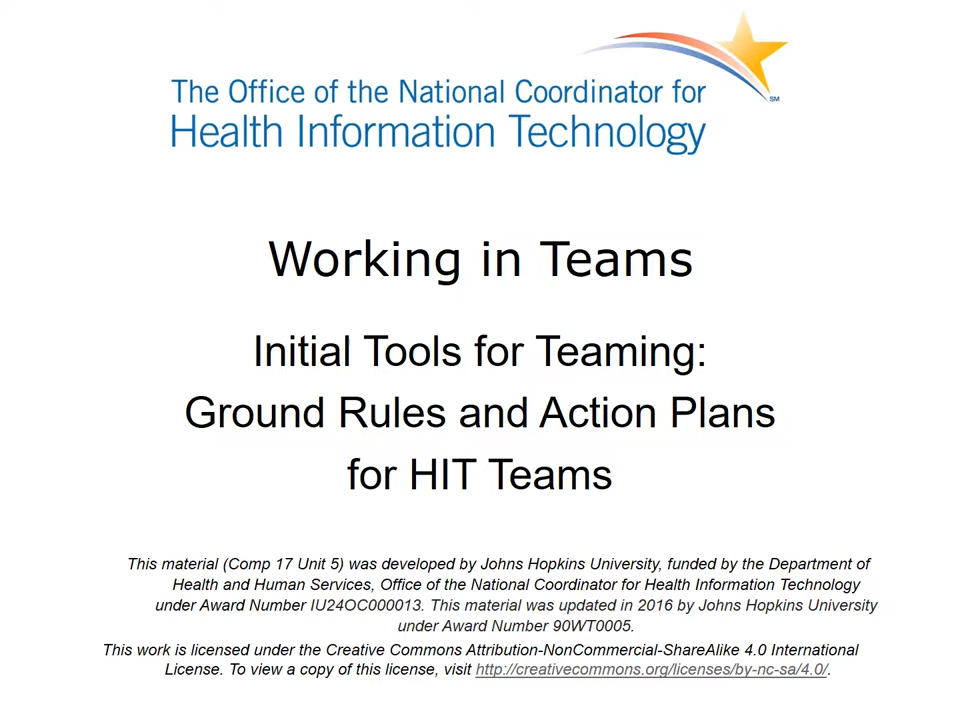 The Office of the National Coordinator for
Health Information Technology
SM
Working in Teams
Initial Tools for Teaming:
Ground Rules and Action Plans
for HIT Teams
This material (Comp 17 Unit 5) was developed by Johns Hopkins University, funded by the Department of
Health and Human Services, Office of the National Coordinator for Health Information Technology
under Award Number IU24OC000013. This material was updated in 2016 by Johns Hopkins University
under Award Number 90WT0005.
This work is licensed under the Creative Commons Attribution-NonCommercial-ShareAlike 4.0 International
License. To view a copy of this license, visit http://creativecommons.org/licenses/by-nc-sa/4.0/.